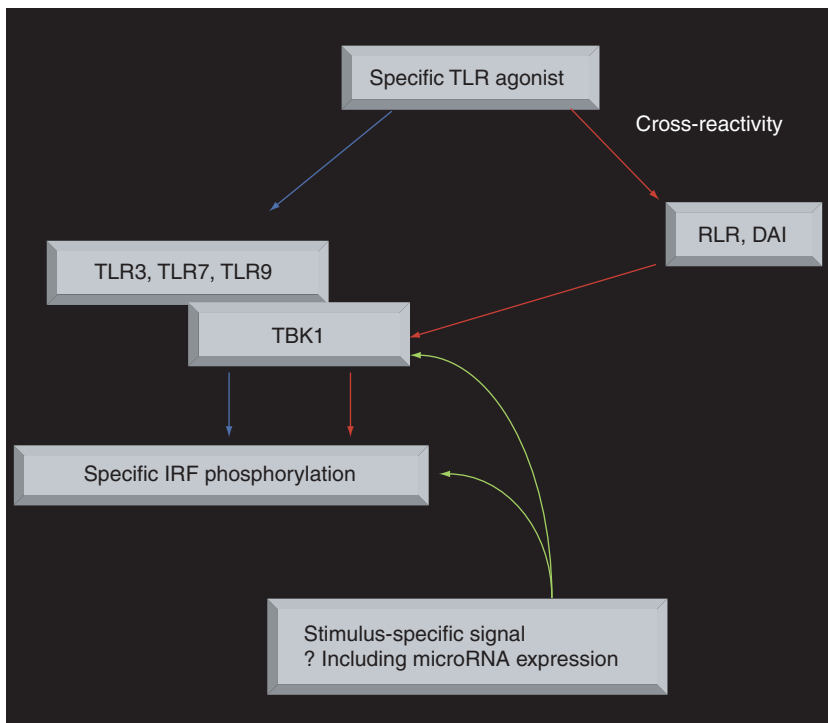 Specific TLR agonist
Cross-reactivity
RLR, DAI
TLR3, TLR7, TLR9
TBK1
Specific IRF phosphorylation
Stimulus-specific signal
? Including microRNA expression